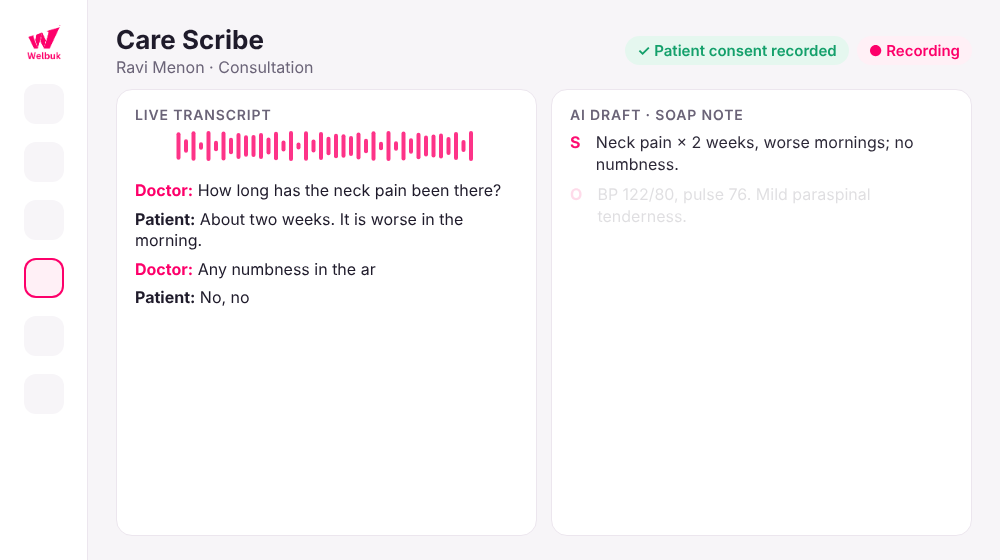 Welbuk
Care Scribe
Ravi Menon · Consultation
✓ Patient consent recorded
Recording
LIVE TRANSCRIPT
Doctor: How long has the neck pain been there?
Patient: About two weeks. It is worse in the
morning.
Doctor: Any numbness in the ar
Patient: No, no
AI DRAFT · SOAP NOTE
S Neck pain × 2 weeks, worse mornings; no
numbness.
O BP 122/80, pulse 76. Mild paraspinal
tenderness.